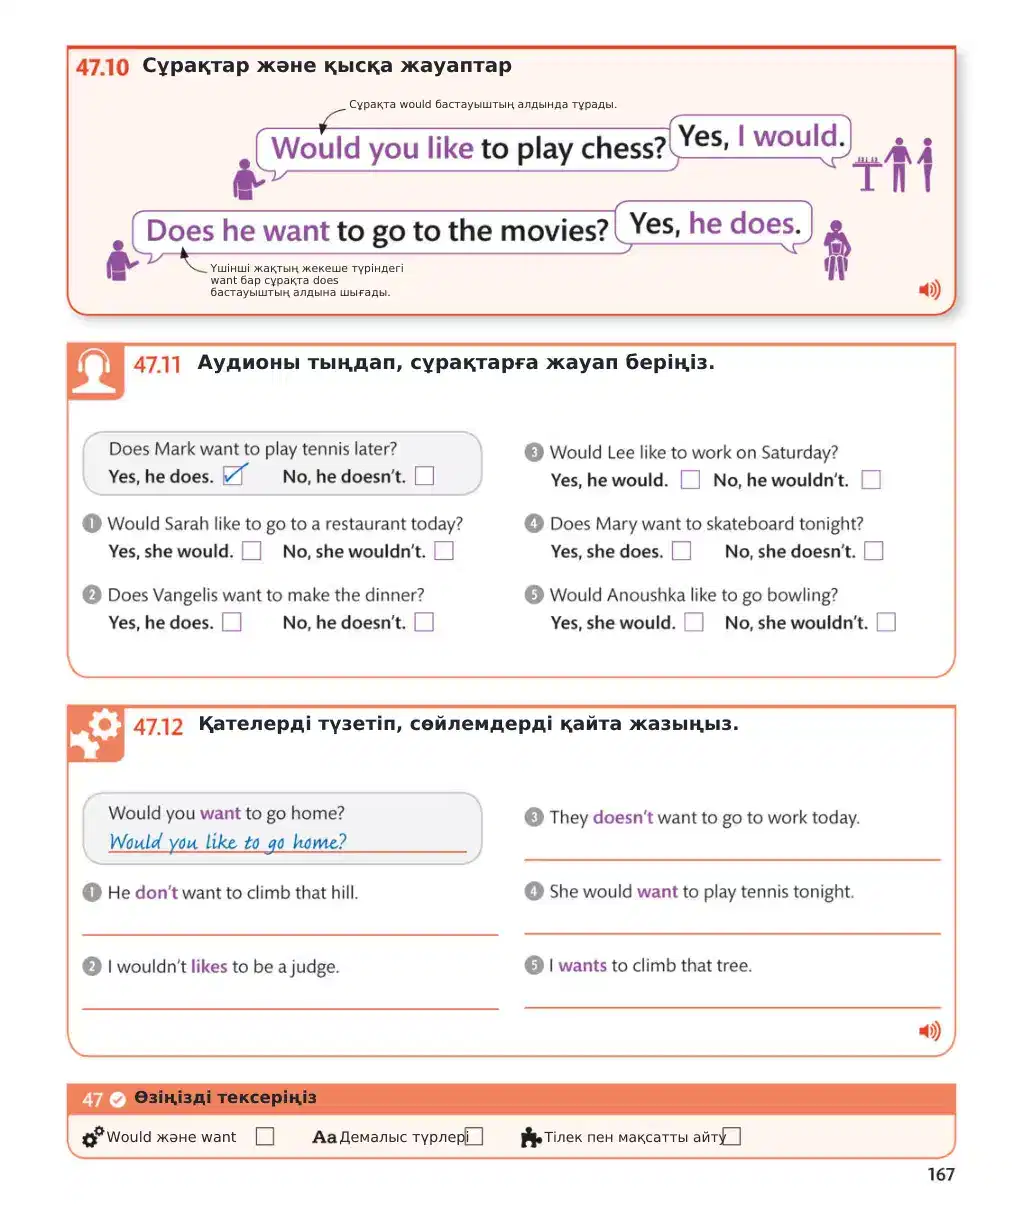 47.10 Сұрақтар және қысқа жауаптар
Сұрақта would бастауыштың алдында тұрады.
Would you like to play chess? Yes, I would.
Does he want to go to the movies? Yes, he does.
Үшінші жақтың жекеше түріндегі
want бар сұрақта does
бастауыштың алдына шығады.
47.11 Аудионы тыңдап, сұрақтарға жауап беріңіз.
Does Mark want to play tennis later?
Yes, he does. No, he doesn't.
1 Would Sarah like to go to a restaurant today?
Yes, she would. No, she wouldn't.
2 Does Vangelis want to make the dinner?
Yes, he does. No, he doesn't.
3 Would Lee like to work on Saturday?
Yes, he would. No, he wouldn't.
4 Does Mary want to skateboard tonight?
Yes, she does. No, she doesn't.
5 Would Anoushka like to go bowling?
Yes, she would. No, she wouldn't.
47.12 Қателерді түзетіп, сөйлемдерді қайта жазыңыз.
Would you want to go home?
Would you like to go home?
1 He don't want to climb that hill.
2 I wouldn't likes to be a judge.
3 They doesn't want to go to work today.
4 She would want to play tennis tonight.
5 I wants to climb that tree.
47 Өзіңізді тексеріңіз
Would және want Aa Демалыс түрлері Тілек пен мақсатты айту
167